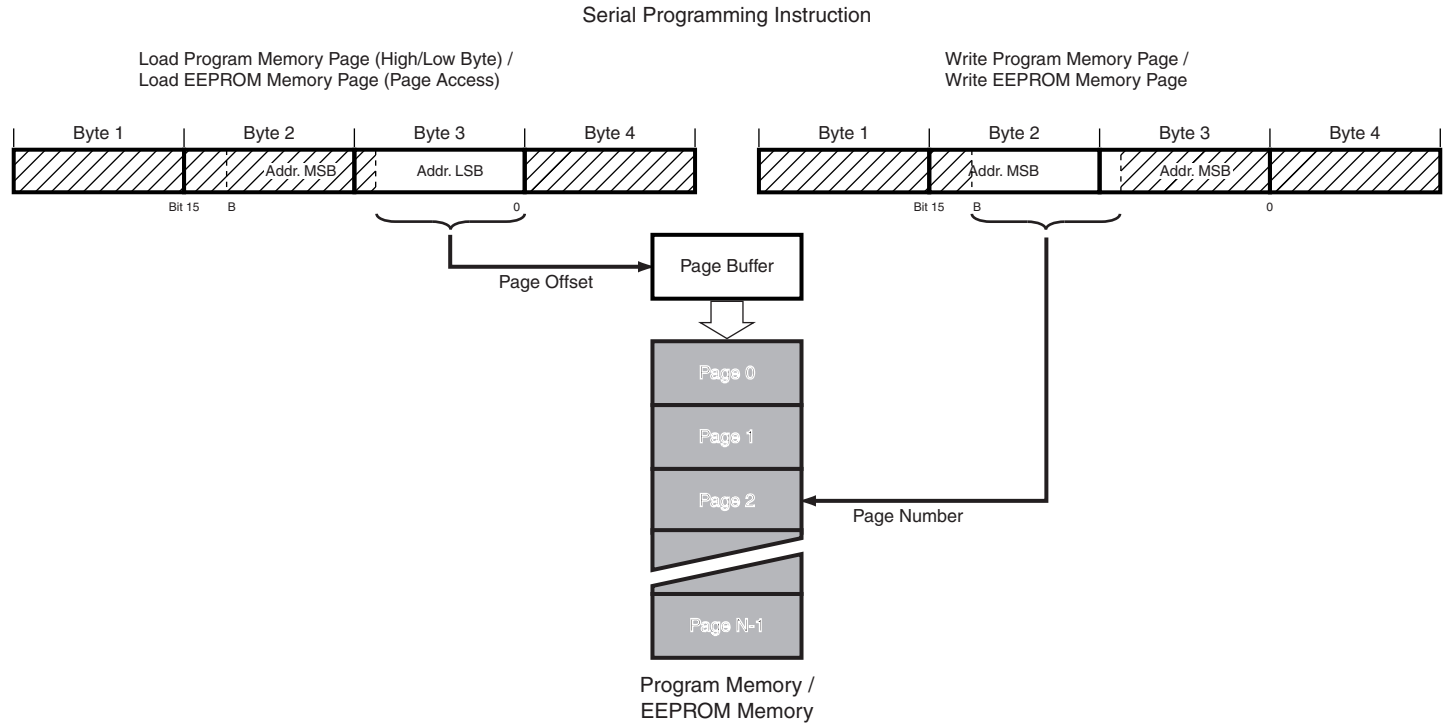 Serial Programming Instruction
Load Program Memory Page (High/Low Byte) /
Load EEPROM Memory Page (Page Access)
Write Program Memory Page /
Write EEPROM Memory Page
Byte 1 Byte 2 Byte 3 Byte 4
Byte 1 Byte 2 Byte 3 Byte 4
Addr. MSB Addr. LSB
Addr. MSB Addr. MSB
Bit 15 B 0
Bit 15 B 0
Page Buffer
Page Offset
Page 0
Page 1
Page 2
Page Number
Page N-1
Program Memory /
EEPROM Memory